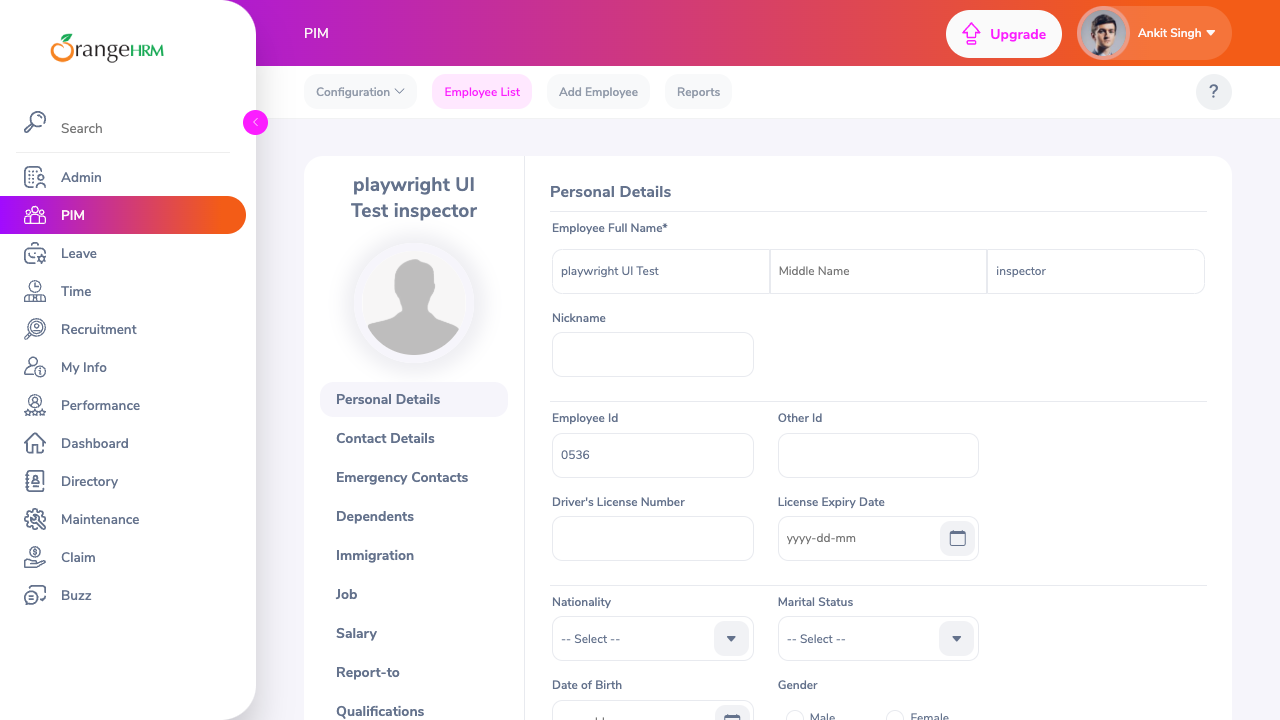 OrangeHRM
Search
Admin
PIM
Leave
Time
Recruitment
My Info
Performance
Dashboard
Directory
Maintenance
Claim
Buzz
PIM
Upgrade
Ankit Singh
Configuration
Employee List
Add Employee
Reports
?
playwright UI
Test inspector
Personal Details
Contact Details
Emergency Contacts
Dependents
Immigration
Job
Salary
Report-to
Qualifications
Personal Details
Employee Full Name*
playwright UI Test
Middle Name
inspector
Nickname
Employee Id
Other Id
0536
Driver's License Number
License Expiry Date
yyyy-dd-mm
Nationality
Marital Status
-- Select --
-- Select --
Date of Birth
Gender
Male
Female